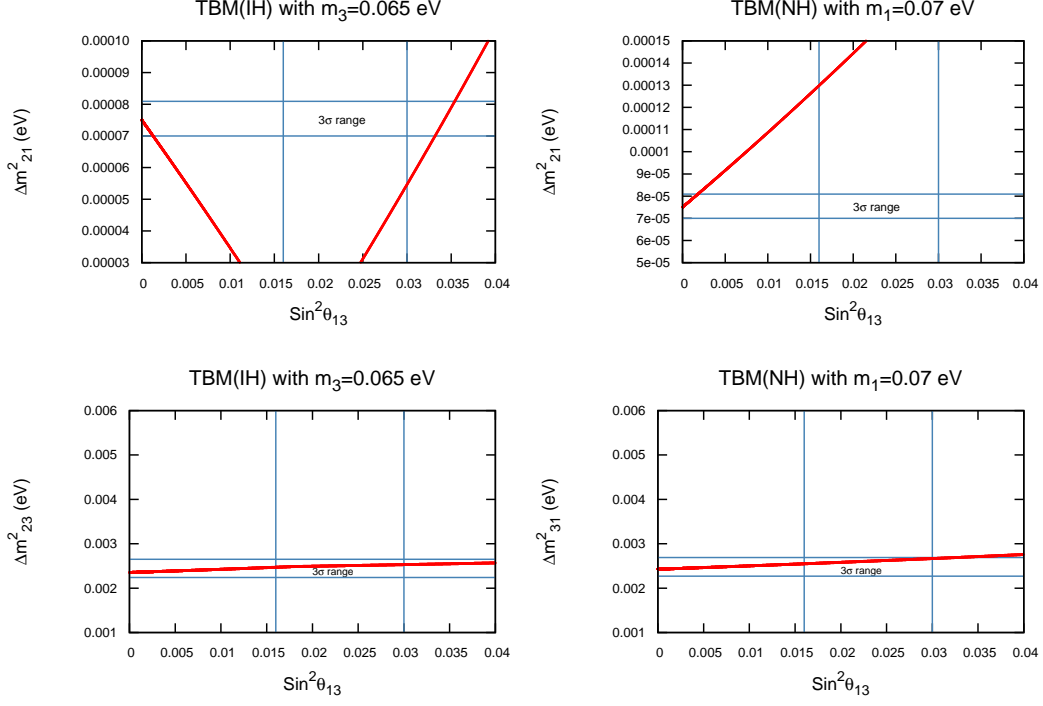 TBM(IH) with m3=0.065 eV
Δm²21 (eV)
0.00010
0.00009
0.00008
0.00007
0.00006
0.00005
0.00004
0.00003
3σ range
0 0.005 0.01 0.015 0.02 0.025 0.03 0.035 0.04
Sin²θ13
TBM(NH) with m1=0.07 eV
Δm²21 (eV)
0.00015
0.00014
0.00013
0.00012
0.00011
0.0001
9e-05
8e-05
7e-05
6e-05
5e-05
3σ range
0 0.005 0.01 0.015 0.02 0.025 0.03 0.035 0.04
Sin²θ13
TBM(IH) with m3=0.065 eV
Δm²23 (eV)
0.006
0.005
0.004
0.003
0.002
0.001
3σ range
0 0.005 0.01 0.015 0.02 0.025 0.03 0.035 0.04
Sin²θ13
TBM(NH) with m1=0.07 eV
Δm²31 (eV)
0.006
0.005
0.004
0.003
0.002
0.001
3σ range
0 0.005 0.01 0.015 0.02 0.025 0.03 0.035 0.04
Sin²θ13